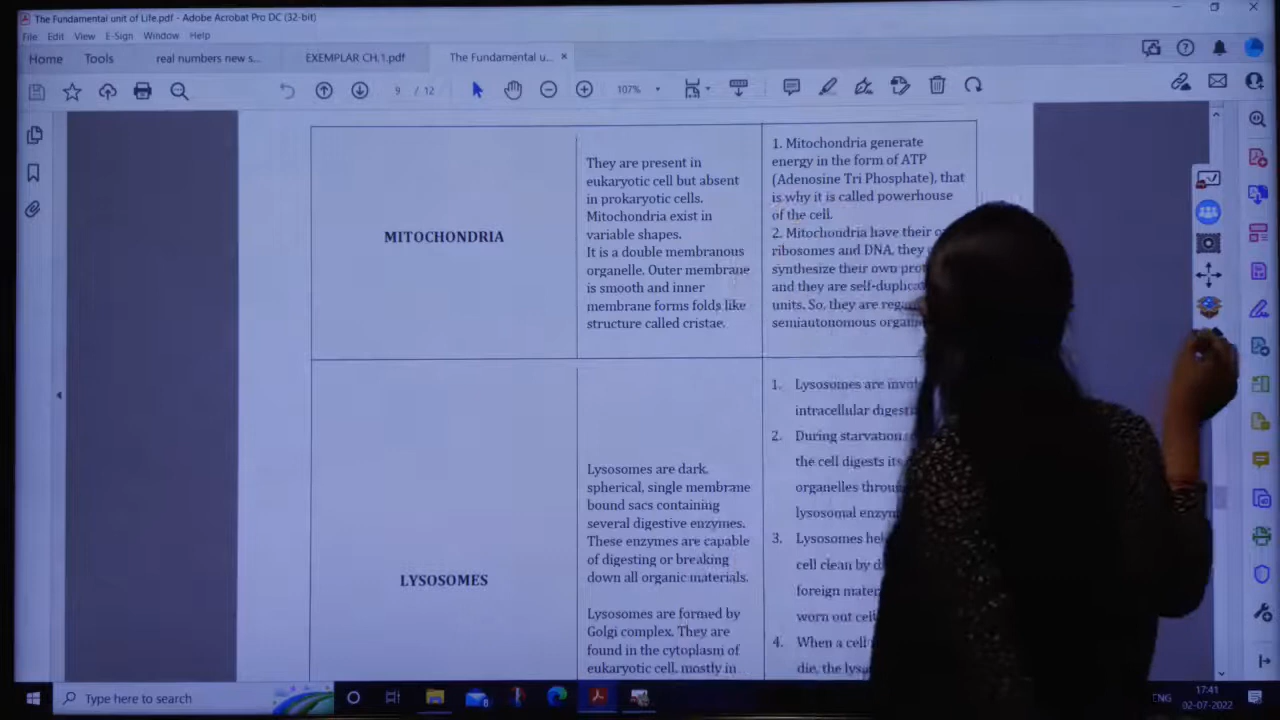 The Fundamental unit of Life.pdf - Adobe Acrobat Pro DC (32-bit)
File Edit View E-Sign Window Help
Home Tools real numbers new s... EXEMPLAR CH.1.pdf The Fundamental u... ×
9 / 12 107%
MITOCHONDRIA
They are present in
eukaryotic cell but absent
in prokaryotic cells.
Mitochondria exist in
variable shapes.
It is a double membranous
organelle. Outer membrane
is smooth and inner
membrane forms folds like
structure called cristae.
1. Mitochondria generate
energy in the form of ATP
(Adenosine Tri Phosphate), that
is why it is called powerhouse
of the cell.
2. Mitochondria have their
ribosomes and DNA, they
synthesize their own
and they are
units. So, they are
semiautonomous
LYSOSOMES
Lysosomes are dark,
spherical, single membrane
bound sacs containing
several digestive enzymes.
These enzymes are capable
of digesting or breaking
down all organic materials.
Lysosomes are formed by
Golgi complex. They are
found in the cytoplasm of
eukaryotic cell, mostly in
1. Lysosomes are
intracellular
2. During starvation
the cell digests its
organelles
lysosomal
3. Lysosomes
cell clean by
foreign
worn out
4. When a cell
die, the
Type here to search
ENG 17:41
02-07-2022